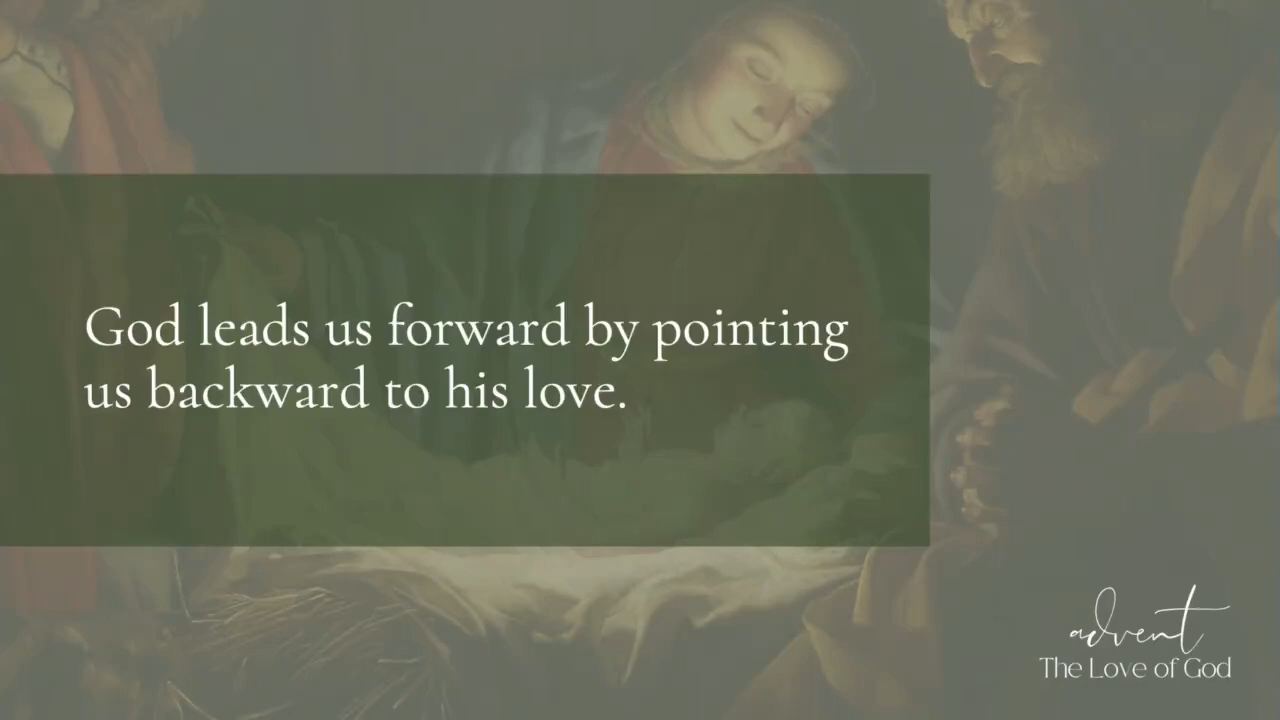 God leads us forward by pointing
us backward to his love.
advent
The Love of God